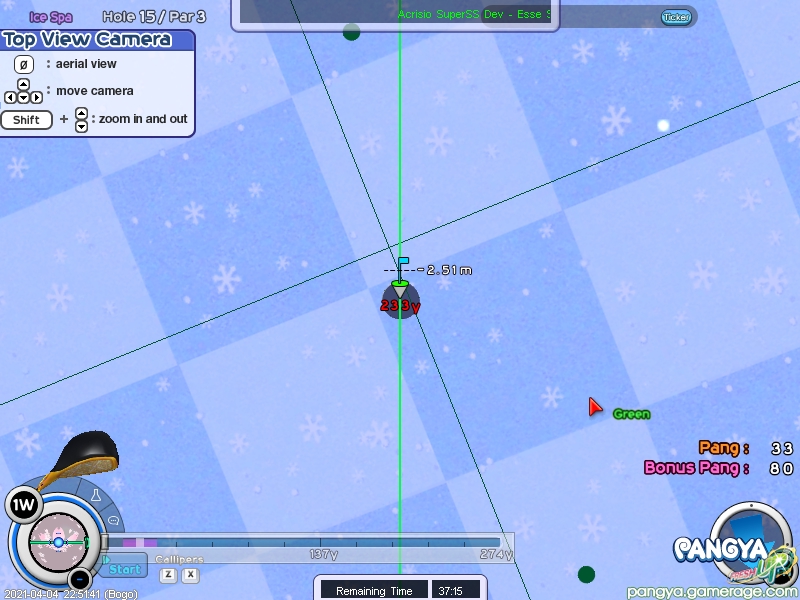 Ice Spa
Hole 15 / Par 3
Acrisio SuperSS Dev - Esse S
Ticker
Top View Camera
Ø : aerial view
: move camera
Shift + : zoom in and out
-2.51m
233y
Green
Pang : 33
Bonus Pang : 80
1W
Start
Callipers
Z X
137y
274y
PANGYA
FRESH UP
Remaining Time 37:15
2021-04-04 22:51:41 (Bogo)
pangya.gamerage.com